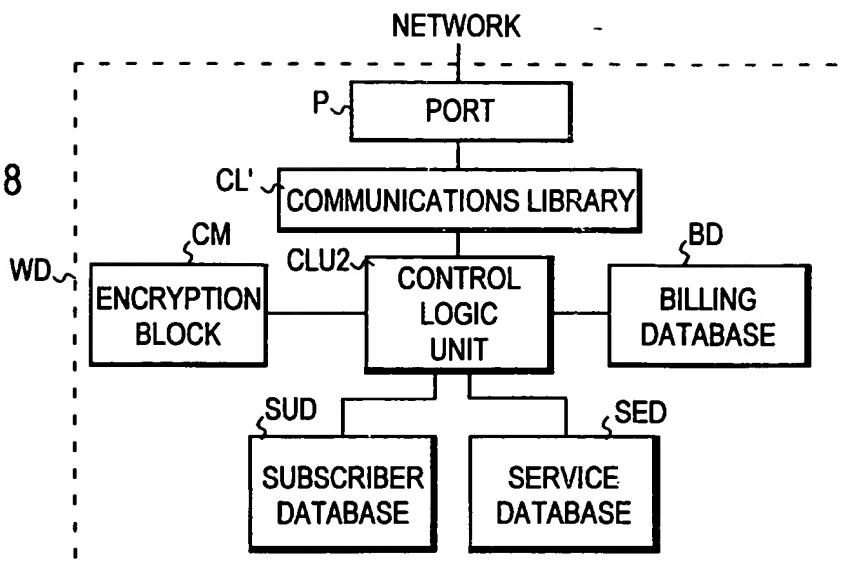 NETWORK
P
PORT
8
CL'
COMMUNICATIONS LIBRARY
CM
CLU2
BD
WD
ENCRYPTION
BLOCK
CONTROL
LOGIC
UNIT
BILLING
DATABASE
SUD
SED
SUBSCRIBER
DATABASE
SERVICE
DATABASE